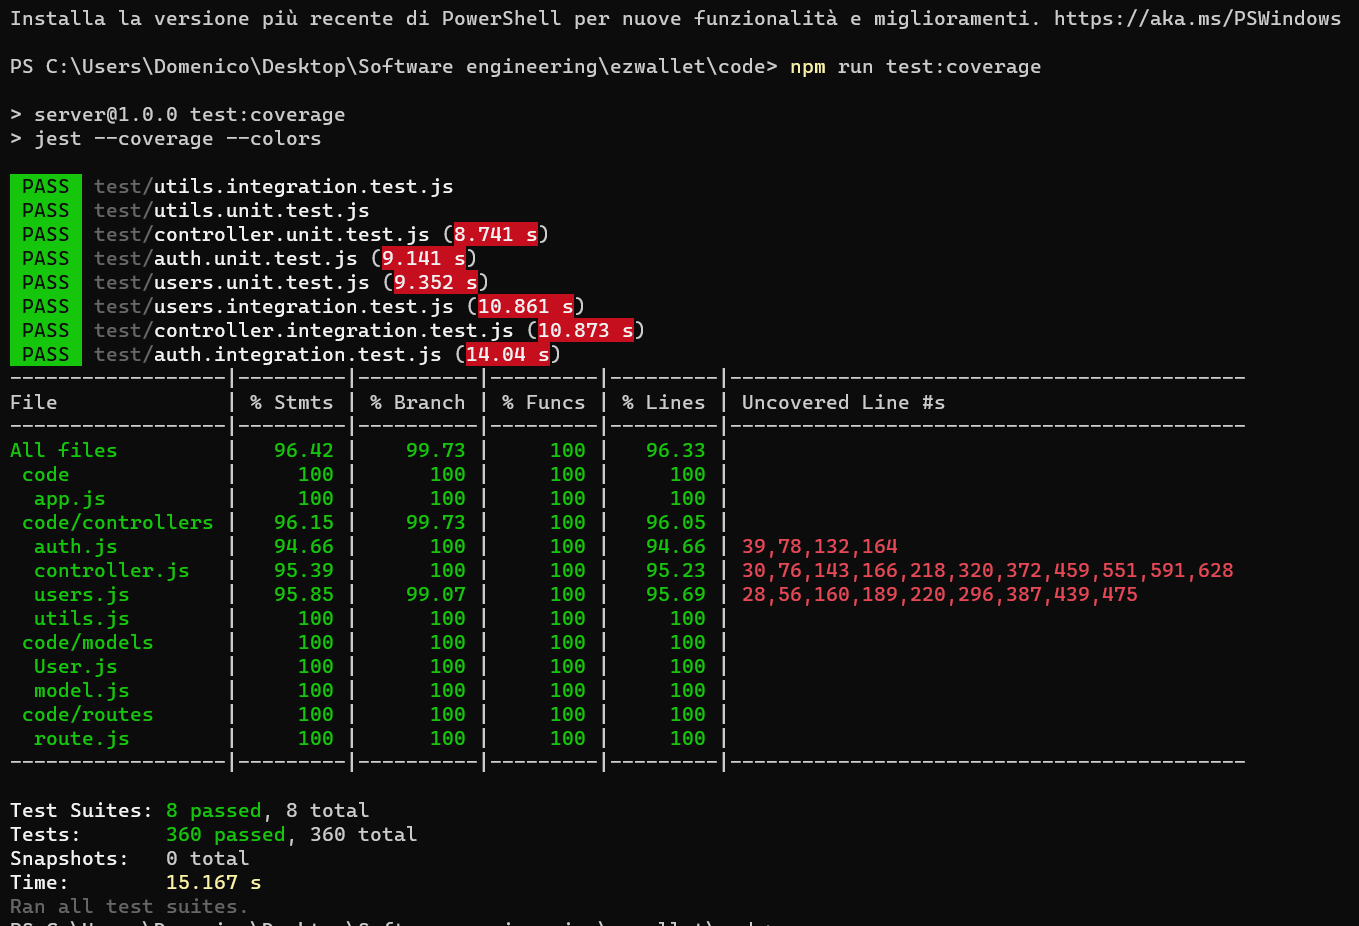 Installa la versione più recente di PowerShell per nuove funzionalità e miglioramenti. https://aka.ms/PSWindows
PS C:\Users\Domenico\Desktop\Software engineering\ezwallet\code> npm run test:coverage
> server@1.0.0 test:coverage
> jest --coverage --colors
PASS test/utils.integration.test.js
PASS test/utils.unit.test.js
PASS test/controller.unit.test.js (8.741 s)
PASS test/auth.unit.test.js (9.141 s)
PASS test/users.unit.test.js (9.352 s)
PASS test/users.integration.test.js (10.861 s)
PASS test/controller.integration.test.js (10.873 s)
PASS test/auth.integration.test.js (14.04 s)
------------------|---------|----------|---------|---------|-------------------------------------------
File              | % Stmts | % Branch | % Funcs | % Lines | Uncovered Line #s
------------------|---------|----------|---------|---------|-------------------------------------------
All files         |   96.42 |    99.73 |     100 |   96.33 |
 code             |     100 |      100 |     100 |     100 |
  app.js          |     100 |      100 |     100 |     100 |
 code/controllers |   96.15 |    99.73 |     100 |   96.05 |
  auth.js         |   94.66 |      100 |     100 |   94.66 | 39,78,132,164
  controller.js   |   95.39 |      100 |     100 |   95.23 | 30,76,143,166,218,320,372,459,551,591,628
  users.js        |   95.85 |    99.07 |     100 |   95.69 | 28,56,160,189,220,296,387,439,475
  utils.js        |     100 |      100 |     100 |     100 |
 code/models      |     100 |      100 |     100 |     100 |
  User.js         |     100 |      100 |     100 |     100 |
  model.js        |     100 |      100 |     100 |     100 |
 code/routes      |     100 |      100 |     100 |     100 |
  route.js        |     100 |      100 |     100 |     100 |
------------------|---------|----------|---------|---------|-------------------------------------------
Test Suites: 8 passed, 8 total
Tests:       360 passed, 360 total
Snapshots:   0 total
Time:        15.167 s
Ran all test suites.